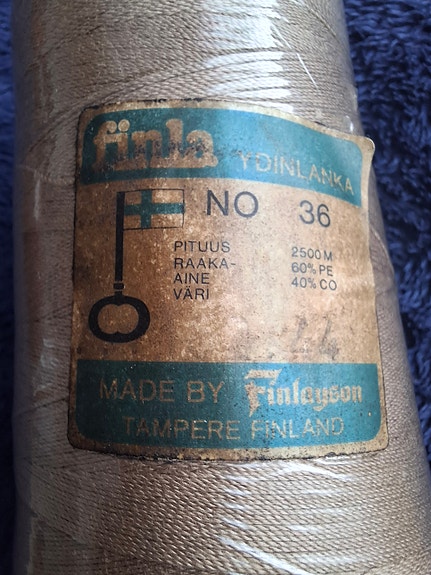 finla
YDINLANKA
NO 36
PITUUS 2500 M
RAAKA- 60% PE
AINE 40% CO
VÄRI
MADE BY Finlayson
TAMPERE FINLAND